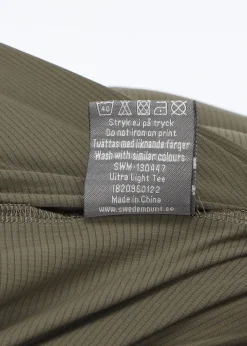 40
Stryk ej på tryck
Do not iron on print
Tvättas med liknande färger
Wash with similar colours
SWM-130447
Ultra Light Tee
1820360122
Made in China
www.swedemount.se